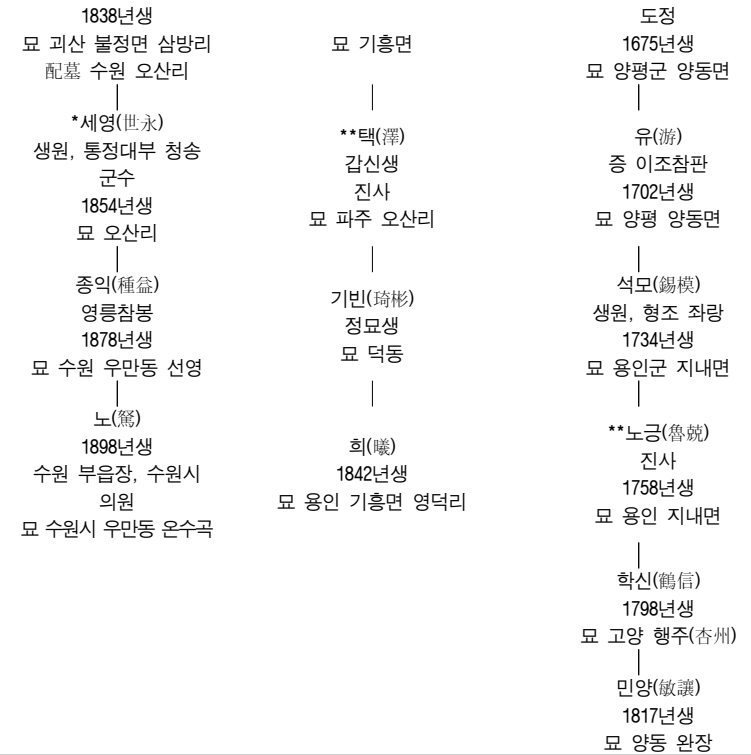 1838년생
묘 괴산 불정면 삼방리
配墓 수원 오산리
*세영(世永)
생원, 통정대부 청송
군수
1854년생
묘 오산리
종익(種益)
영릉참봉
1878년생
묘 수원 우만동 선영
노(駑)
1898년생
수원 부읍장, 수원시
의원
묘 수원시 우만동 온수곡
묘 기흥면
**택(澤)
갑신생
진사
묘 파주 오산리
기빈(琦彬)
정묘생
묘 덕동
희(曦)
1842년생
묘 용인 기흥면 영덕리
도정
1675년생
묘 양평군 양동면
유(游)
증 이조참판
1702년생
묘 양평 양동면
석모(錫模)
생원, 형조 좌랑
1734년생
묘 용인군 지내면
**노긍(魯兢)
진사
1758년생
묘 용인 지내면
학신(鶴信)
1798년생
묘 고양 행주(杏州)
민양(敏讓)
1817년생
묘 양동 완장